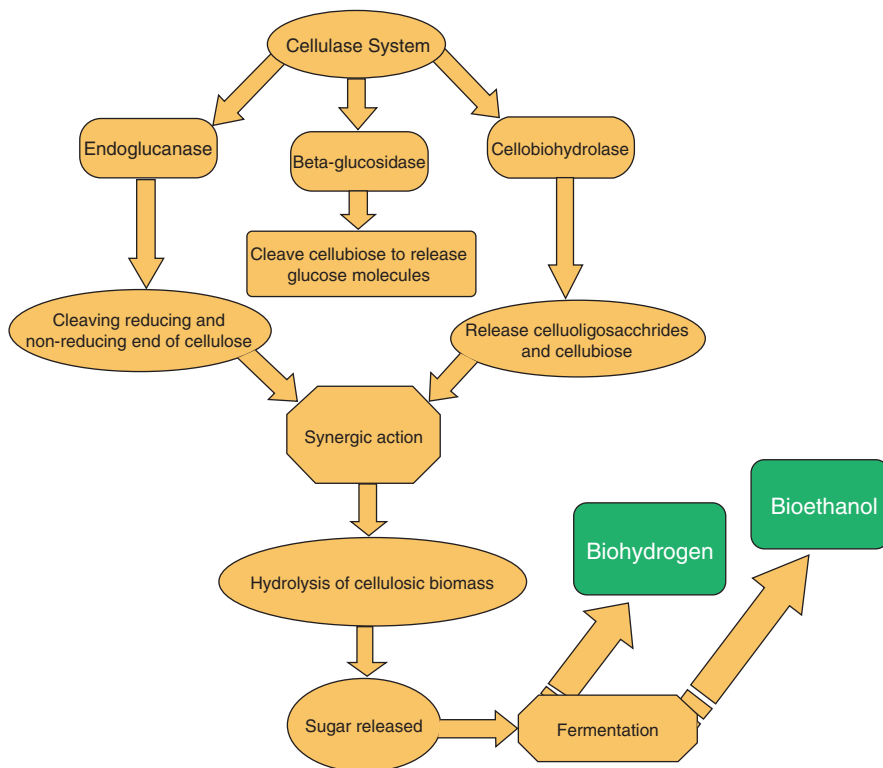 Cellulase System
Endoglucanase
Beta-glucosidase
Cellobiohydrolase
Cleave cellubiose to release
glucose molecules
Cleaving reducing and
non-reducing end of cellulose
Release celluoligosacchrides
and cellubiose
Synergic action
Bioethanol
Biohydrogen
Hydrolysis of cellulosic biomass
Sugar released
Fermentation